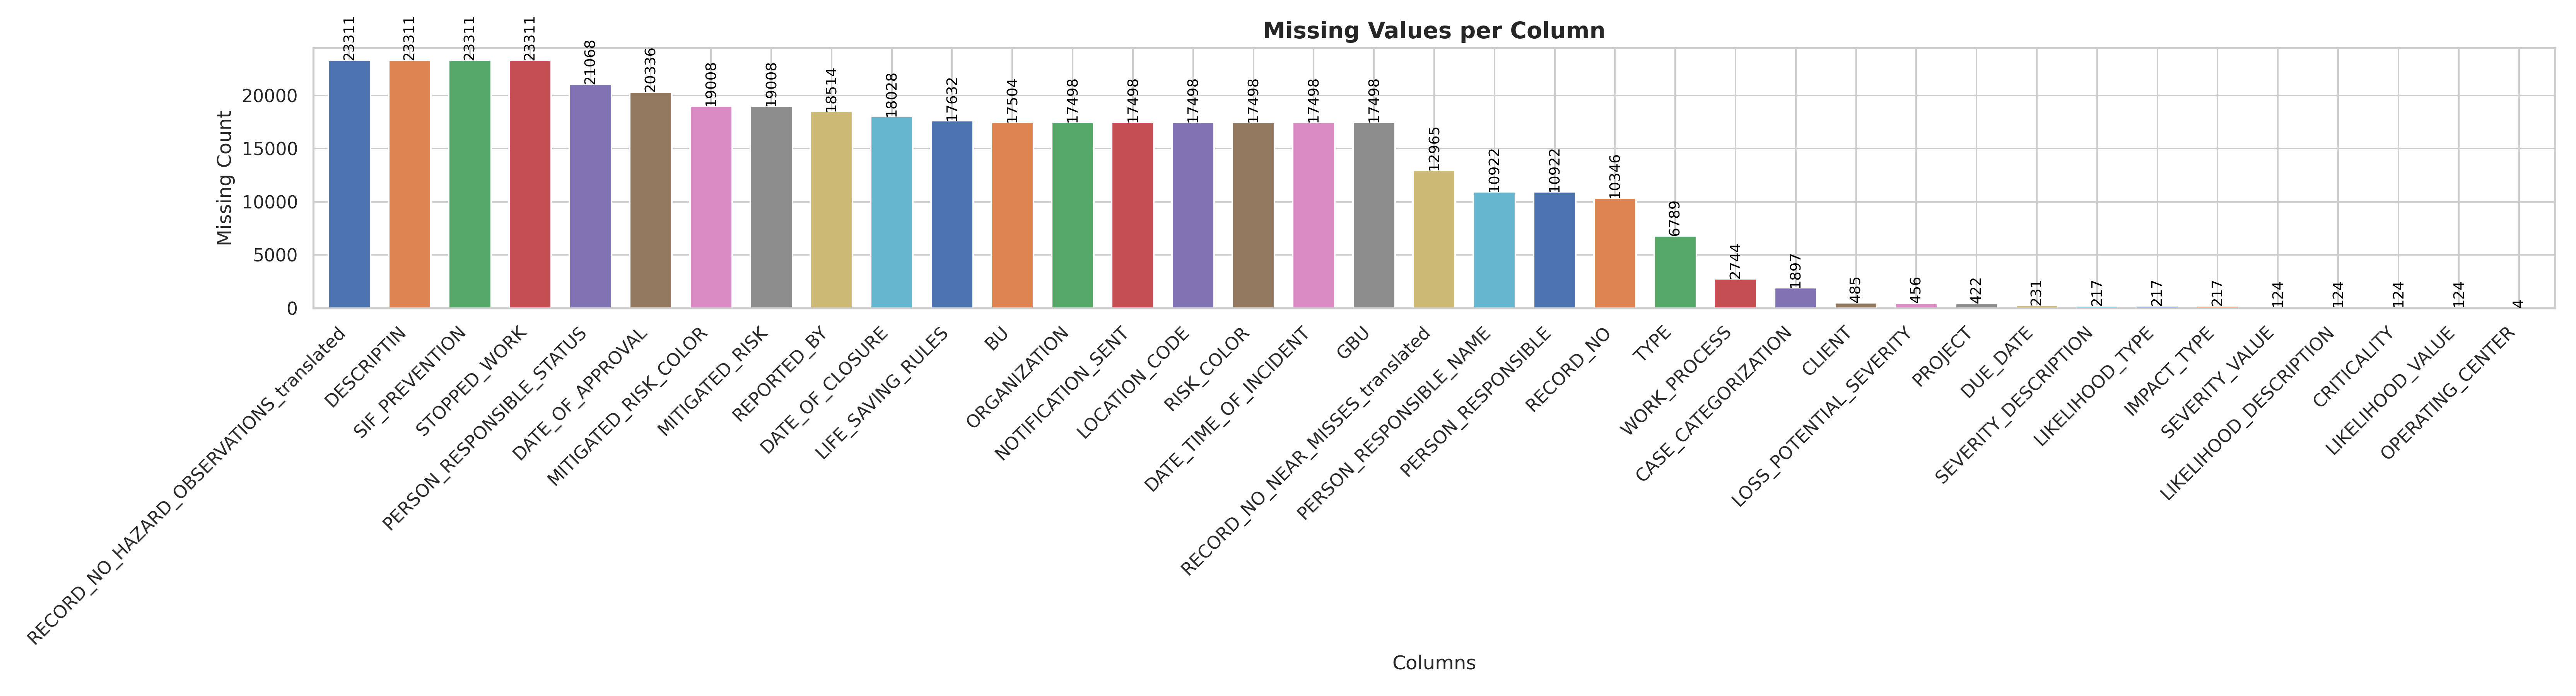 Missing Values per Column
Missing Count
20000
15000
10000
5000
0
23311
23311
23311
23311
21068
20336
19008
19008
18514
18028
17632
17504
17498
17498
17498
17498
17498
17498
12965
10922
10922
10346
6789
2744
1897
485
456
422
231
217
217
217
124
124
124
124
4
RECORD_NO_HAZARD_OBSERVATIONS_translated
DESCRIPTIN
SIF_PREVENTION
STOPPED_WORK
PERSON_RESPONSIBLE_STATUS
DATE_OF_APPROVAL
MITIGATED_RISK_COLOR
MITIGATED_RISK
REPORTED_BY
DATE_OF_CLOSURE
LIFE_SAVING_RULES
BU
ORGANIZATION
NOTIFICATION_SENT
LOCATION_CODE
RISK_COLOR
DATE_TIME_OF_INCIDENT
GBU
RECORD_NO_NEAR_MISSES_translated
PERSON_RESPONSIBLE_NAME
PERSON_RESPONSIBLE
RECORD_NO
TYPE
WORK_PROCESS
CASE_CATEGORIZATION
CLIENT
LOSS_POTENTIAL_SEVERITY
PROJECT
DUE_DATE
SEVERITY_DESCRIPTION
LIKELIHOOD_TYPE
IMPACT_TYPE
SEVERITY_VALUE
LIKELIHOOD_DESCRIPTION
CRITICALITY
LIKELIHOOD_VALUE
OPERATING_CENTER
Columns